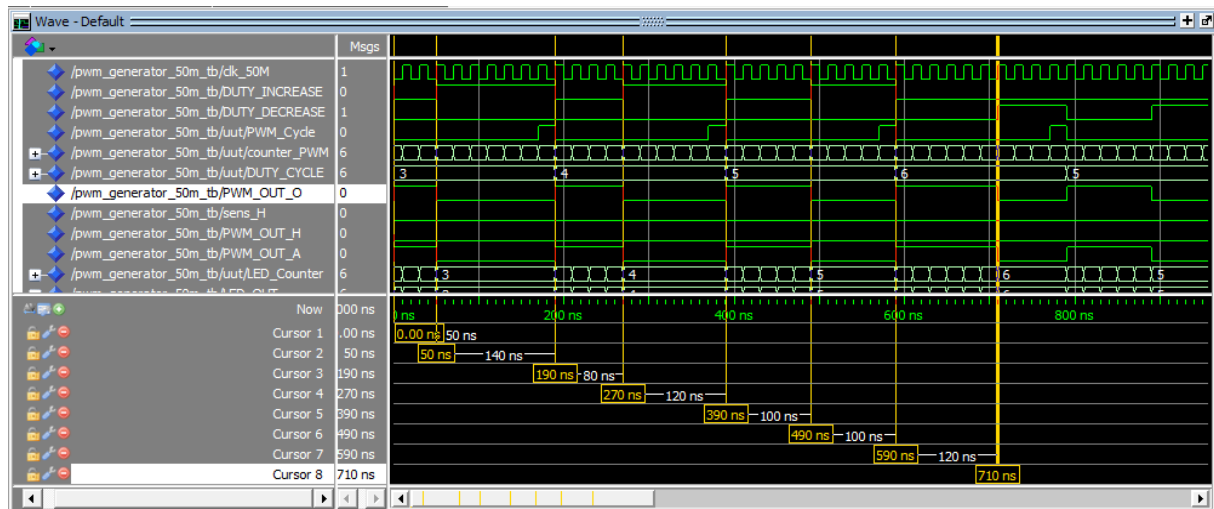 Wave - Default
Msgs
/pwm_generator_50m_tb/clk_50M 1
/pwm_generator_50m_tb/DUTY_INCREASE 0
/pwm_generator_50m_tb/DUTY_DECREASE 1
/pwm_generator_50m_tb/uut/PWM_Cycle 0
/pwm_generator_50m_tb/uut/counter_PWM 6
/pwm_generator_50m_tb/uut/DUTY_CYCLE 6 3 4 5 6 5
/pwm_generator_50m_tb/PWM_OUT_O 0
/pwm_generator_50m_tb/sens_H 0
/pwm_generator_50m_tb/PWM_OUT_H 0
/pwm_generator_50m_tb/PWM_OUT_A 0
/pwm_generator_50m_tb/uut/LED_Counter 6 3 4 5 6 5
Now 000 ns ns 200 ns 400 ns 600 ns 800 ns
Cursor 1 .00 ns 0.00 ns 50 ns
Cursor 2 50 ns 50 ns 140 ns
Cursor 3 190 ns 190 ns 80 ns
Cursor 4 270 ns 270 ns 120 ns
Cursor 5 390 ns 390 ns 100 ns
Cursor 6 490 ns 490 ns 100 ns
Cursor 7 590 ns 590 ns 120 ns
Cursor 8 710 ns 710 ns